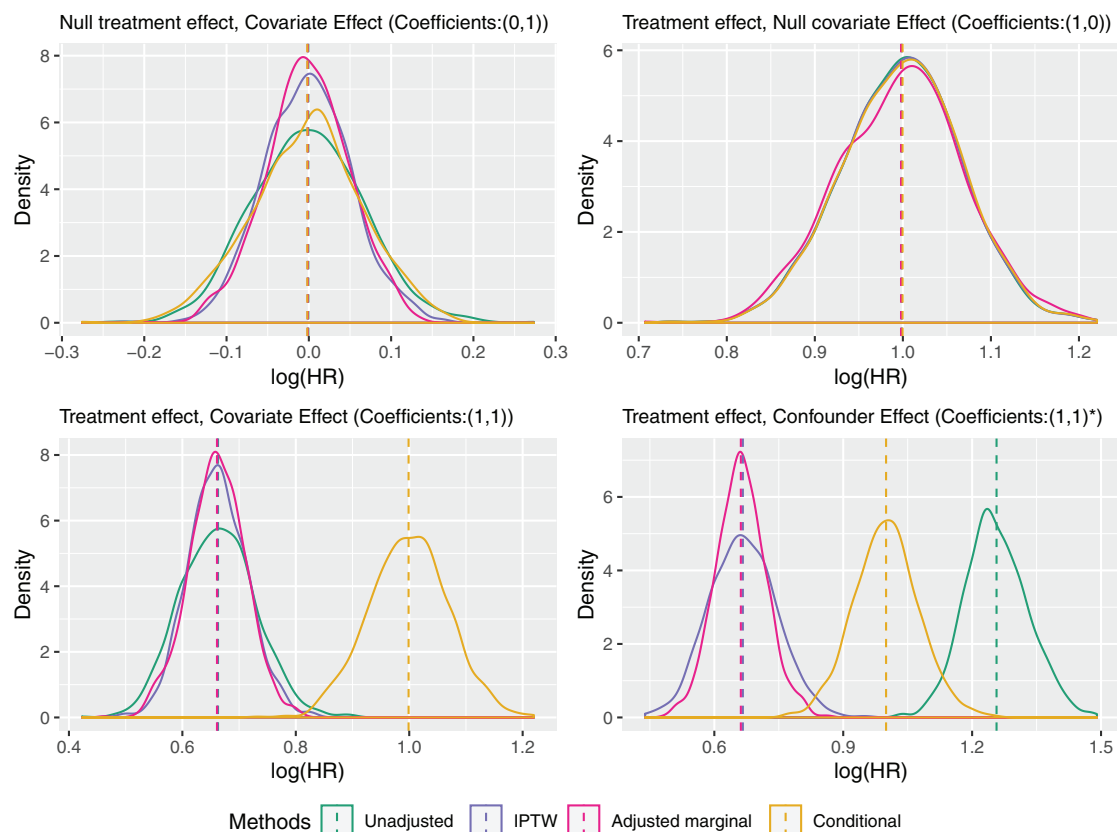 Null treatment effect, Covariate Effect (Coefficients:(0,1))
Density
8
6
4
2
0
−0.3 −0.2 −0.1 0.0 0.1 0.2 0.3
log(HR)
Treatment effect, Null covariate Effect (Coefficients:(1,0))
Density
6
4
2
0
0.7 0.8 0.9 1.0 1.1 1.2
log(HR)
Treatment effect, Covariate Effect (Coefficients:(1,1))
Density
8
6
4
2
0
0.4 0.6 0.8 1.0 1.2
log(HR)
Treatment effect, Confounder Effect (Coefficients:(1,1)*)
Density
6
4
2
0
0.6 0.9 1.2 1.5
log(HR)
Methods Unadjusted IPTW Adjusted marginal Conditional